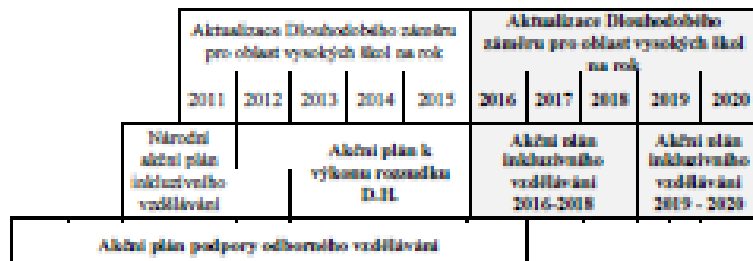 Aktualizace Dlouhodobého záměru
pro oblast vysokých škol na rok
Aktualizace Dlouhodobého
záměru pro oblast vysokých škol
na rok
2011 2012 2013 2014 2015 2016 2017 2018 2019 2020
Národní
akční plán
inkluzivního
vzdělávání
Akční plán k
výkonu rozsudku
D.H.
Akční plán
inkluzivního
vzdělávání
2016-2018
Akční plán
inkluzivního
vzdělávání
2019 - 2020
Akční plán podpory odborného vzdělávání